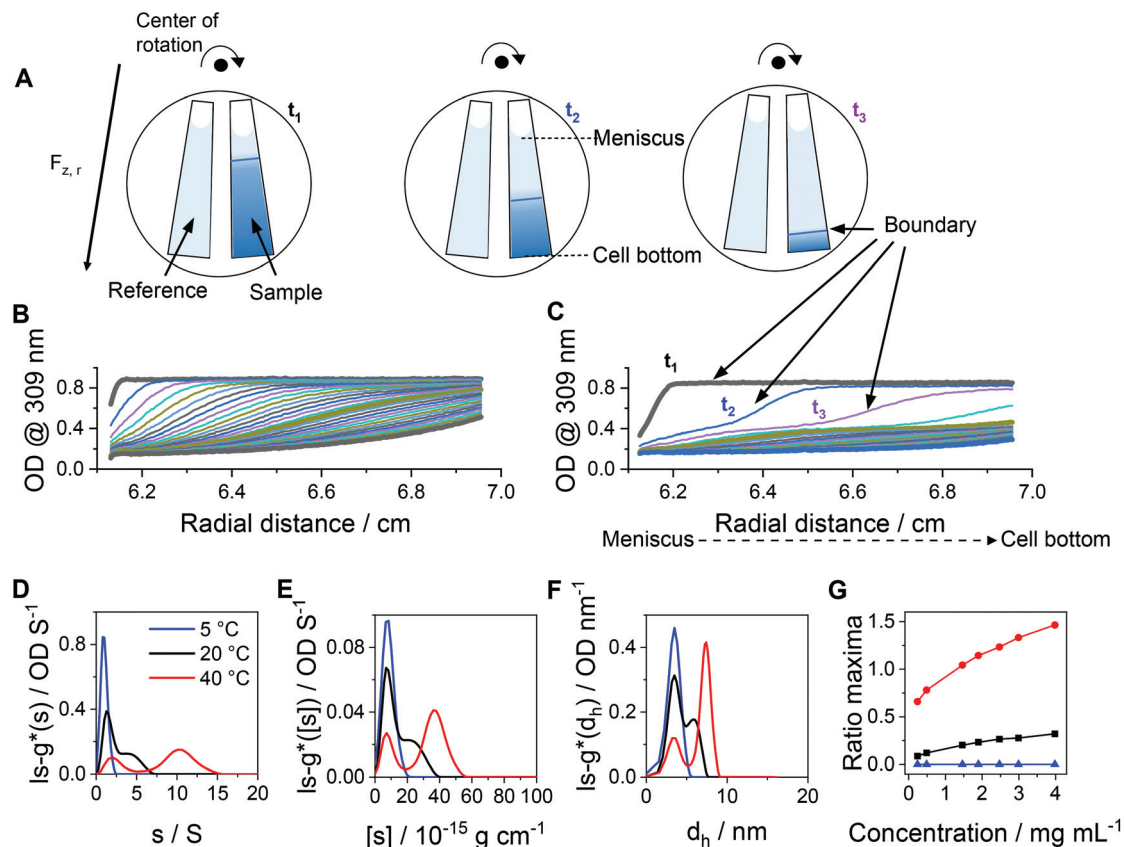 Center of
rotation
A
t1
t2
t3
Meniscus
Fz, r
Boundary
Cell bottom
Reference
Sample
B
OD @ 309 nm
0.8
0.4
0.0
6.2
6.4
6.6
6.8
7.0
Radial distance / cm
C
OD @ 309 nm
t1
t2
t3
0.8
0.4
0.0
6.2
6.4
6.6
6.8
7.0
Radial distance / cm
Meniscus
Cell bottom
D
ls-g*(s) / OD S⁻¹
0.8
0.4
0.0
5 °C
20 °C
40 °C
0
5
10
15
20
s / S
E
ls-g*([s]) / OD S⁻¹
0.08
0.04
0.00
0
20
40
60
80
100
[s] / 10⁻¹⁵ g cm⁻¹
F
ls-g*(dh) / OD nm⁻¹
0.4
0.2
0.0
0
10
20
dh / nm
G
Ratio maxima
1.5
1.0
0.5
0.0
0
1
2
3
4
Concentration / mg mL⁻¹